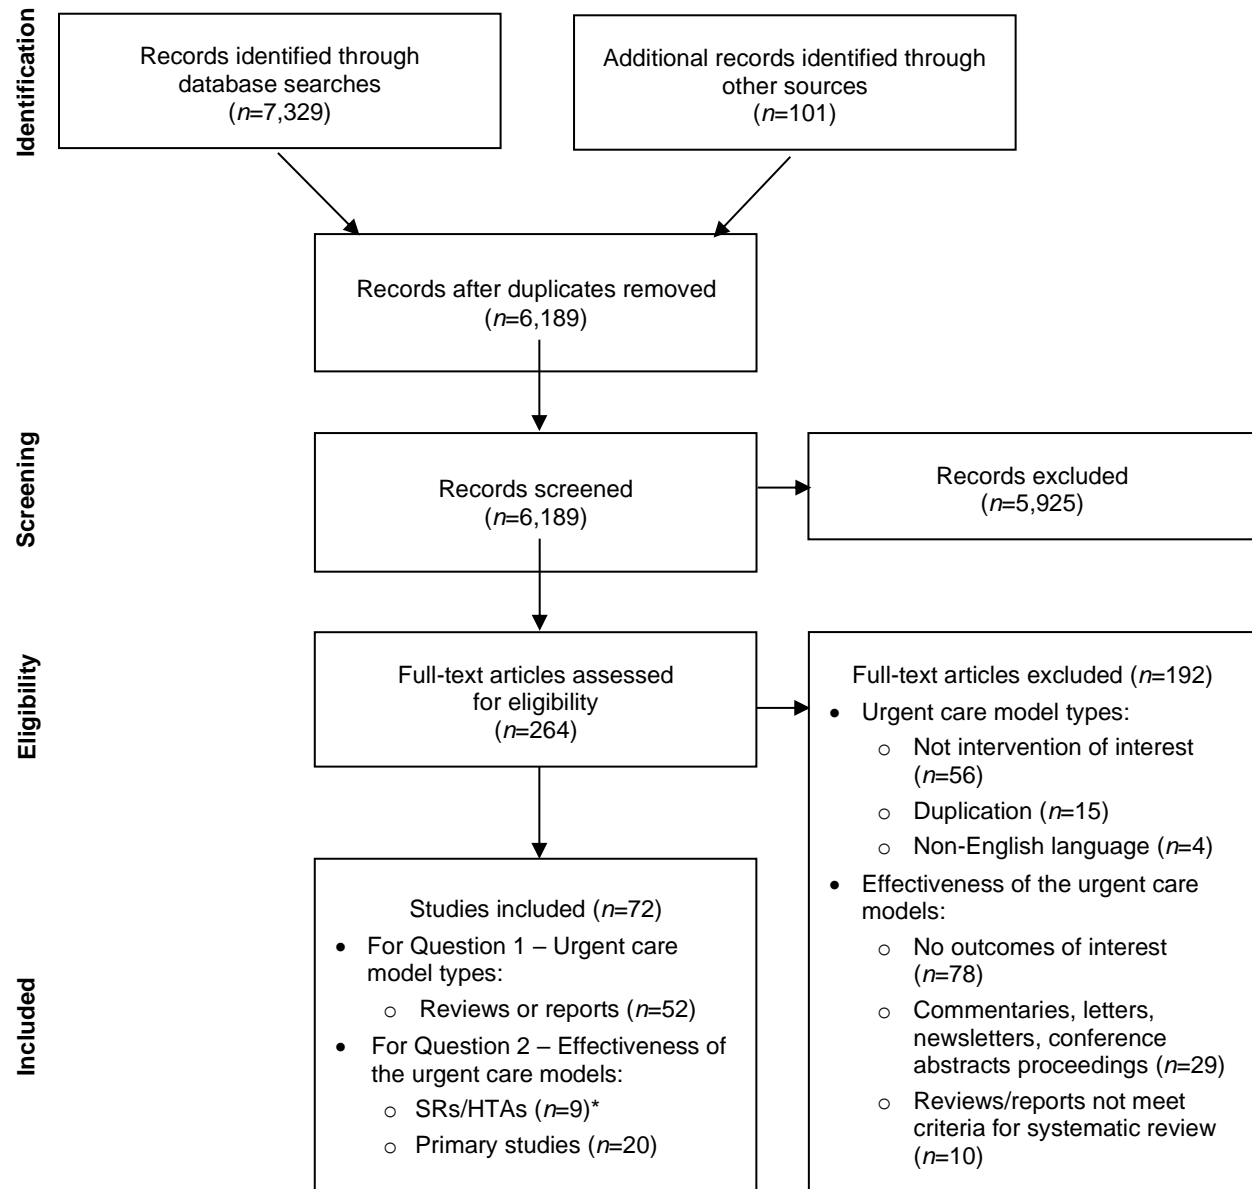 Identification
Records identified through
database searches
(n=7,329)
Additional records identified through
other sources
(n=101)
Records after duplicates removed
(n=6,189)
Screening
Records screened
(n=6,189)
Records excluded
(n=5,925)
Eligibility
Full-text articles assessed
for eligibility
(n=264)
Full-text articles excluded (n=192)
• Urgent care model types:
o Not intervention of interest
(n=56)
o Duplication (n=15)
o Non-English language (n=4)
• Effectiveness of the urgent care
models:
o No outcomes of interest
(n=78)
o Commentaries, letters,
newsletters, conference
abstracts proceedings (n=29)
o Reviews/reports not meet
criteria for systematic review
(n=10)
Included
Studies included (n=72)
• For Question 1 – Urgent care
model types:
o Reviews or reports (n=52)
• For Question 2 – Effectiveness of
the urgent care models:
o SRs/HTAs (n=9)*
o Primary studies (n=20)